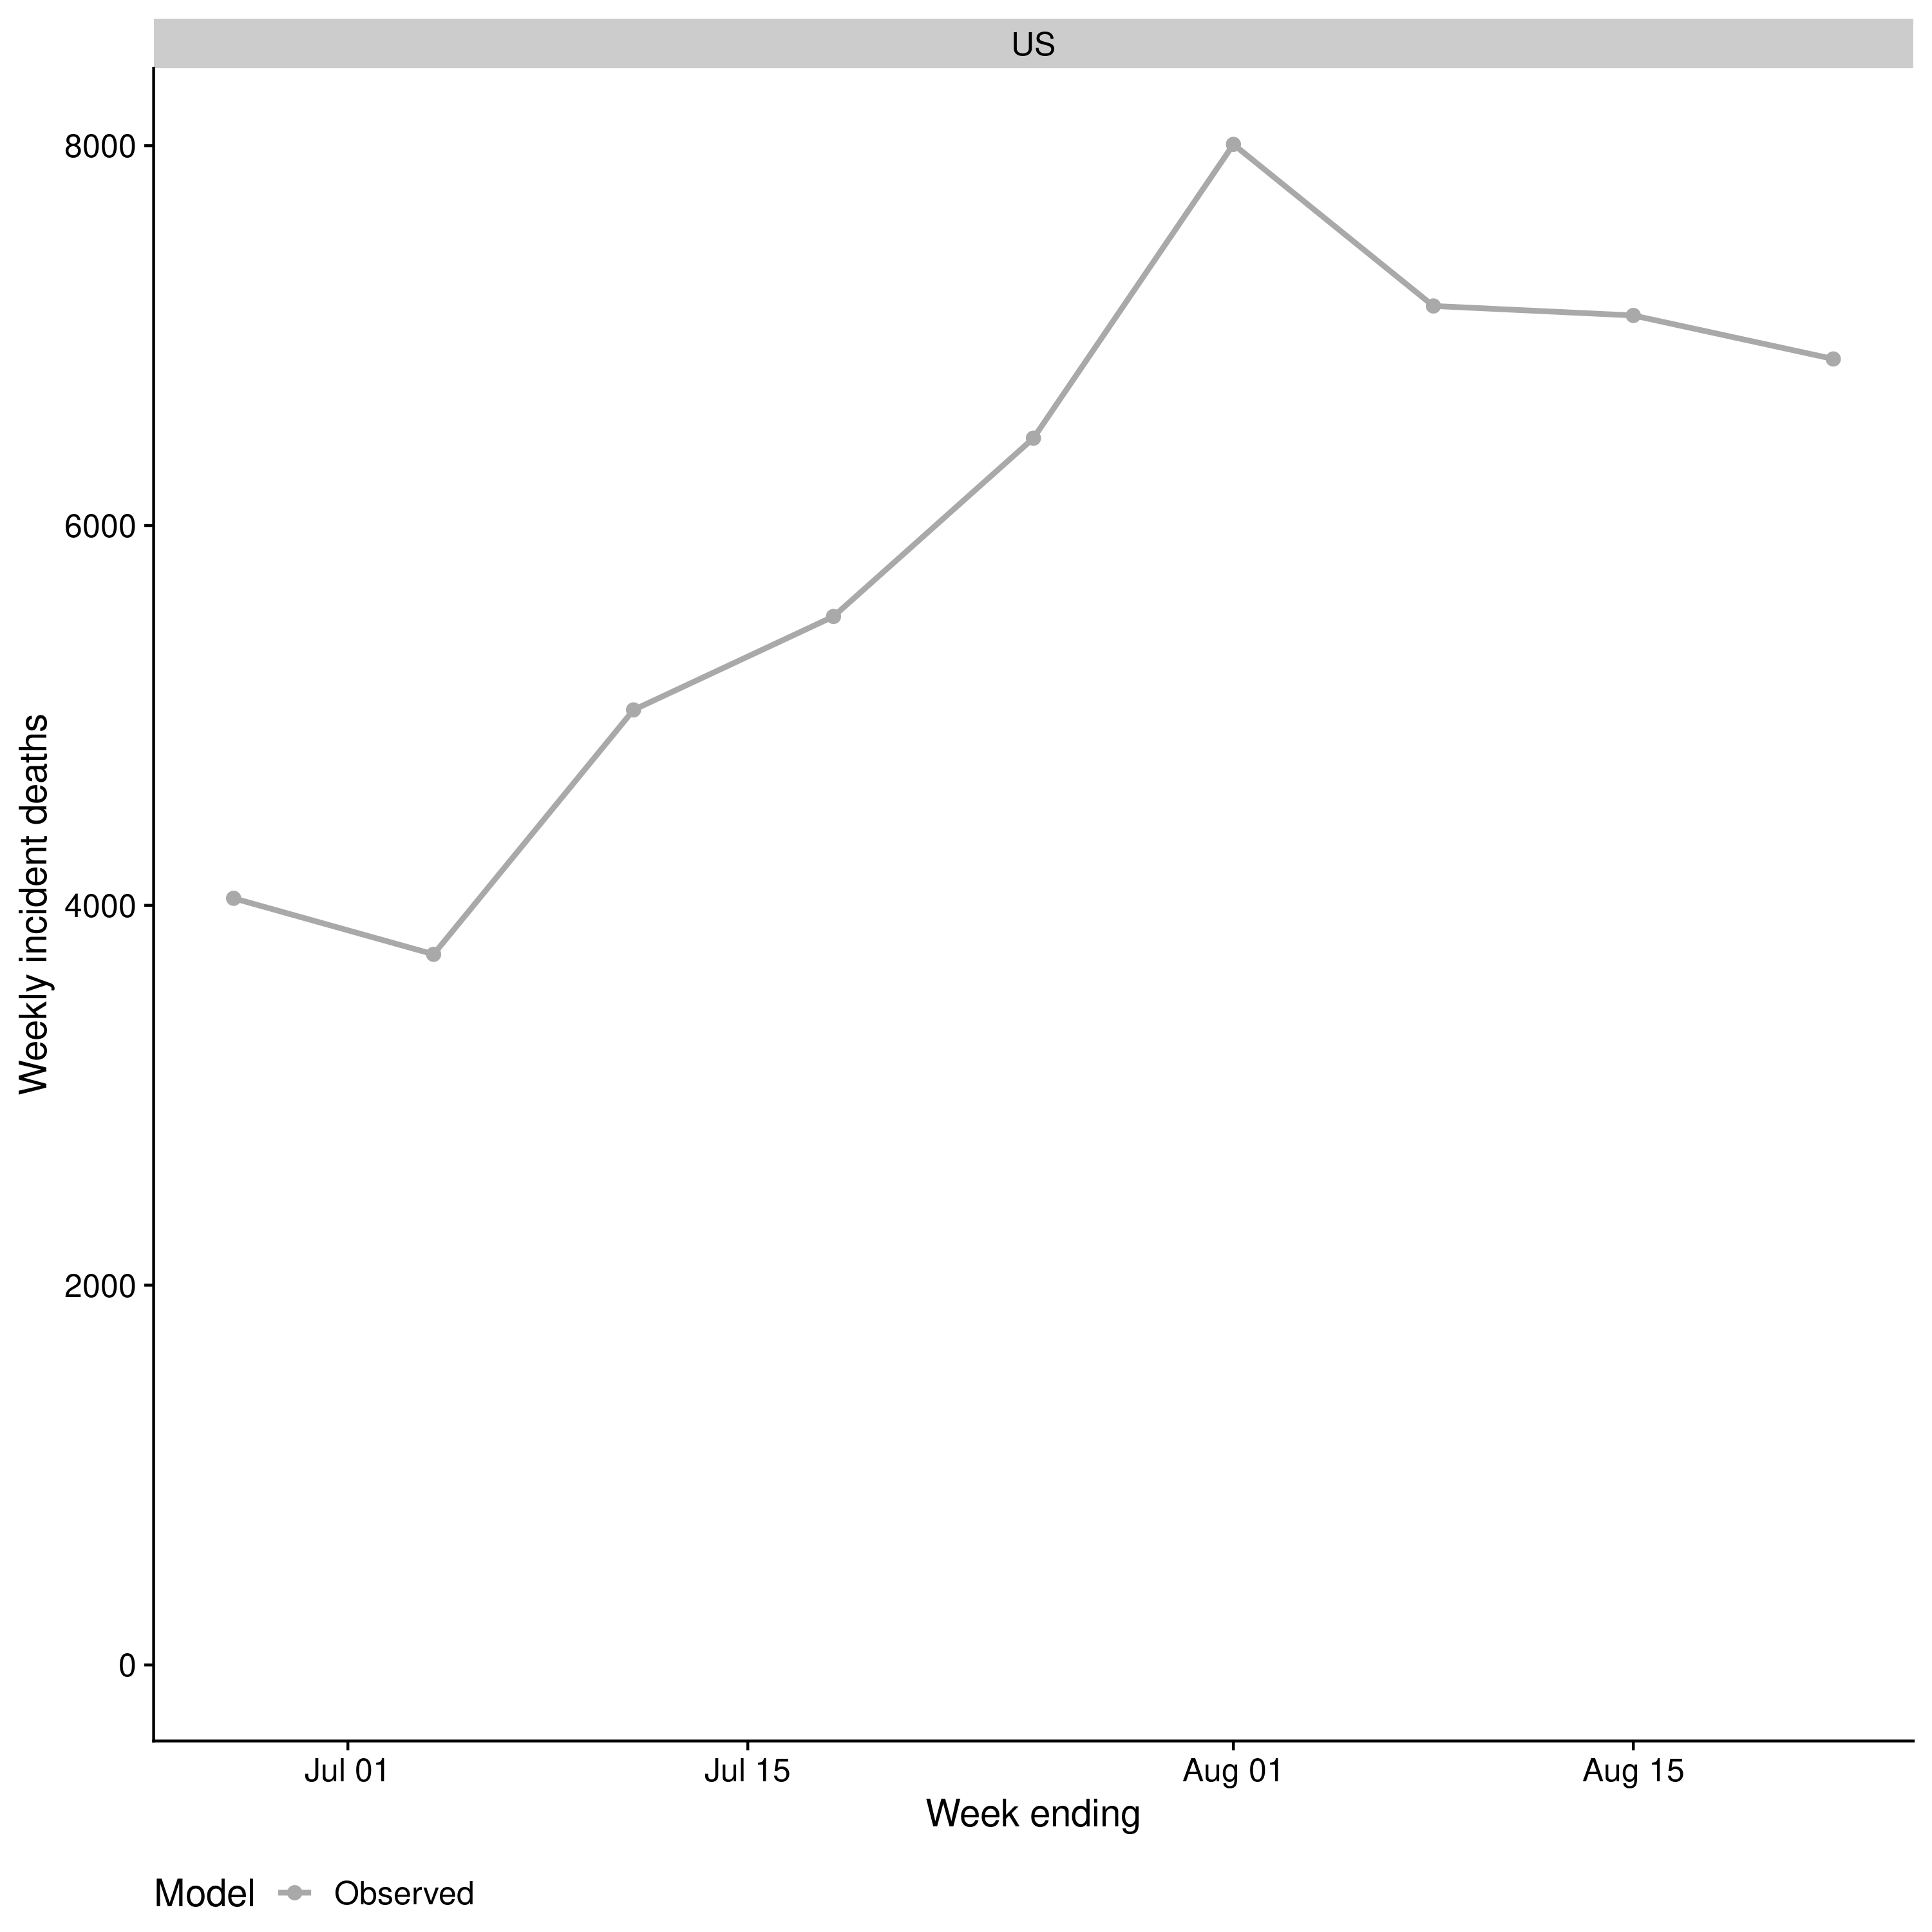 US
8000
6000
4000
2000
0
Weekly incident deaths
Jul 01 Jul 15 Aug 01 Aug 15
Week ending
Model Observed